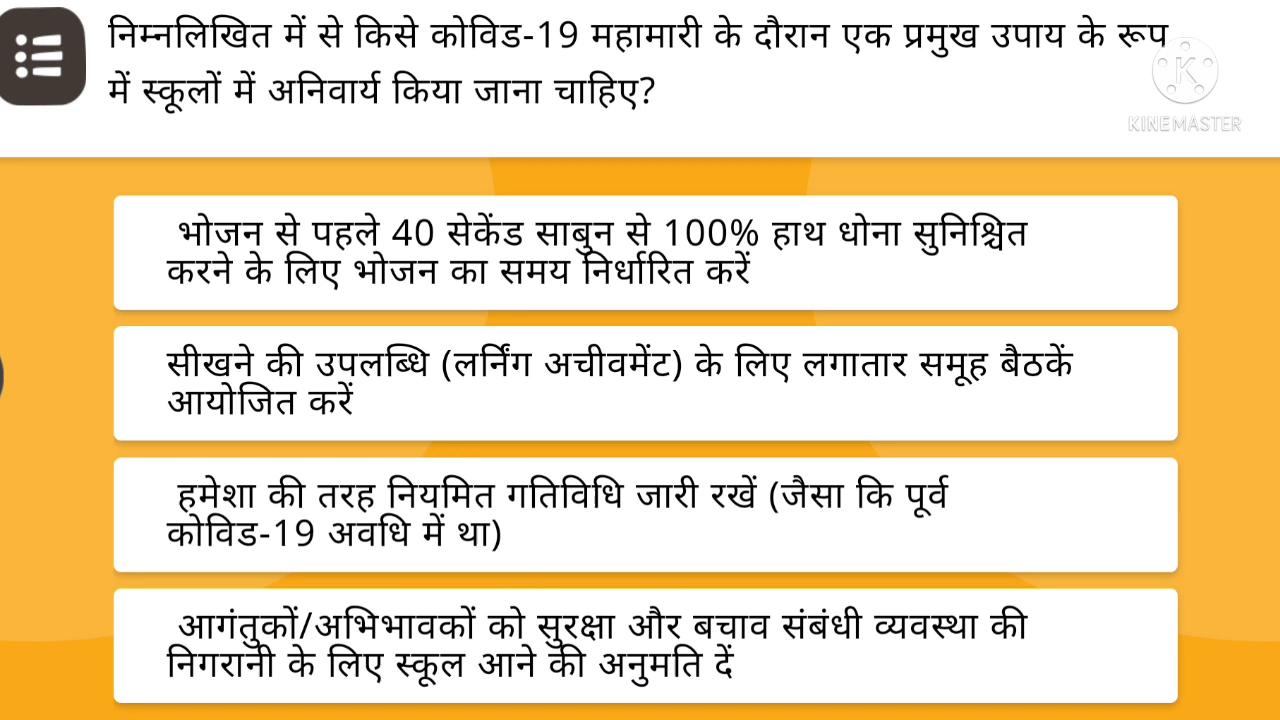 निम्नलिखित में से किसे कोविड-19 महामारी के दौरान एक प्रमुख उपाय के रूप
में स्कूलों में अनिवार्य किया जाना चाहिए?
KINEMASTER
भोजन से पहले 40 सेकेंड साबुन से 100% हाथ धोना सुनिश्चित
करने के लिए भोजन का समय निर्धारित करें
सीखने की उपलब्धि (लर्निंग अचीवमेंट) के लिए लगातार समूह बैठकें
आयोजित करें
हमेशा की तरह नियमित गतिविधि जारी रखें (जैसा कि पूर्व
कोविड-19 अवधि में था)
आगंतुकों/अभिभावकों को सुरक्षा और बचाव संबंधी व्यवस्था की
निगरानी के लिए स्कूल आने की अनुमति दें